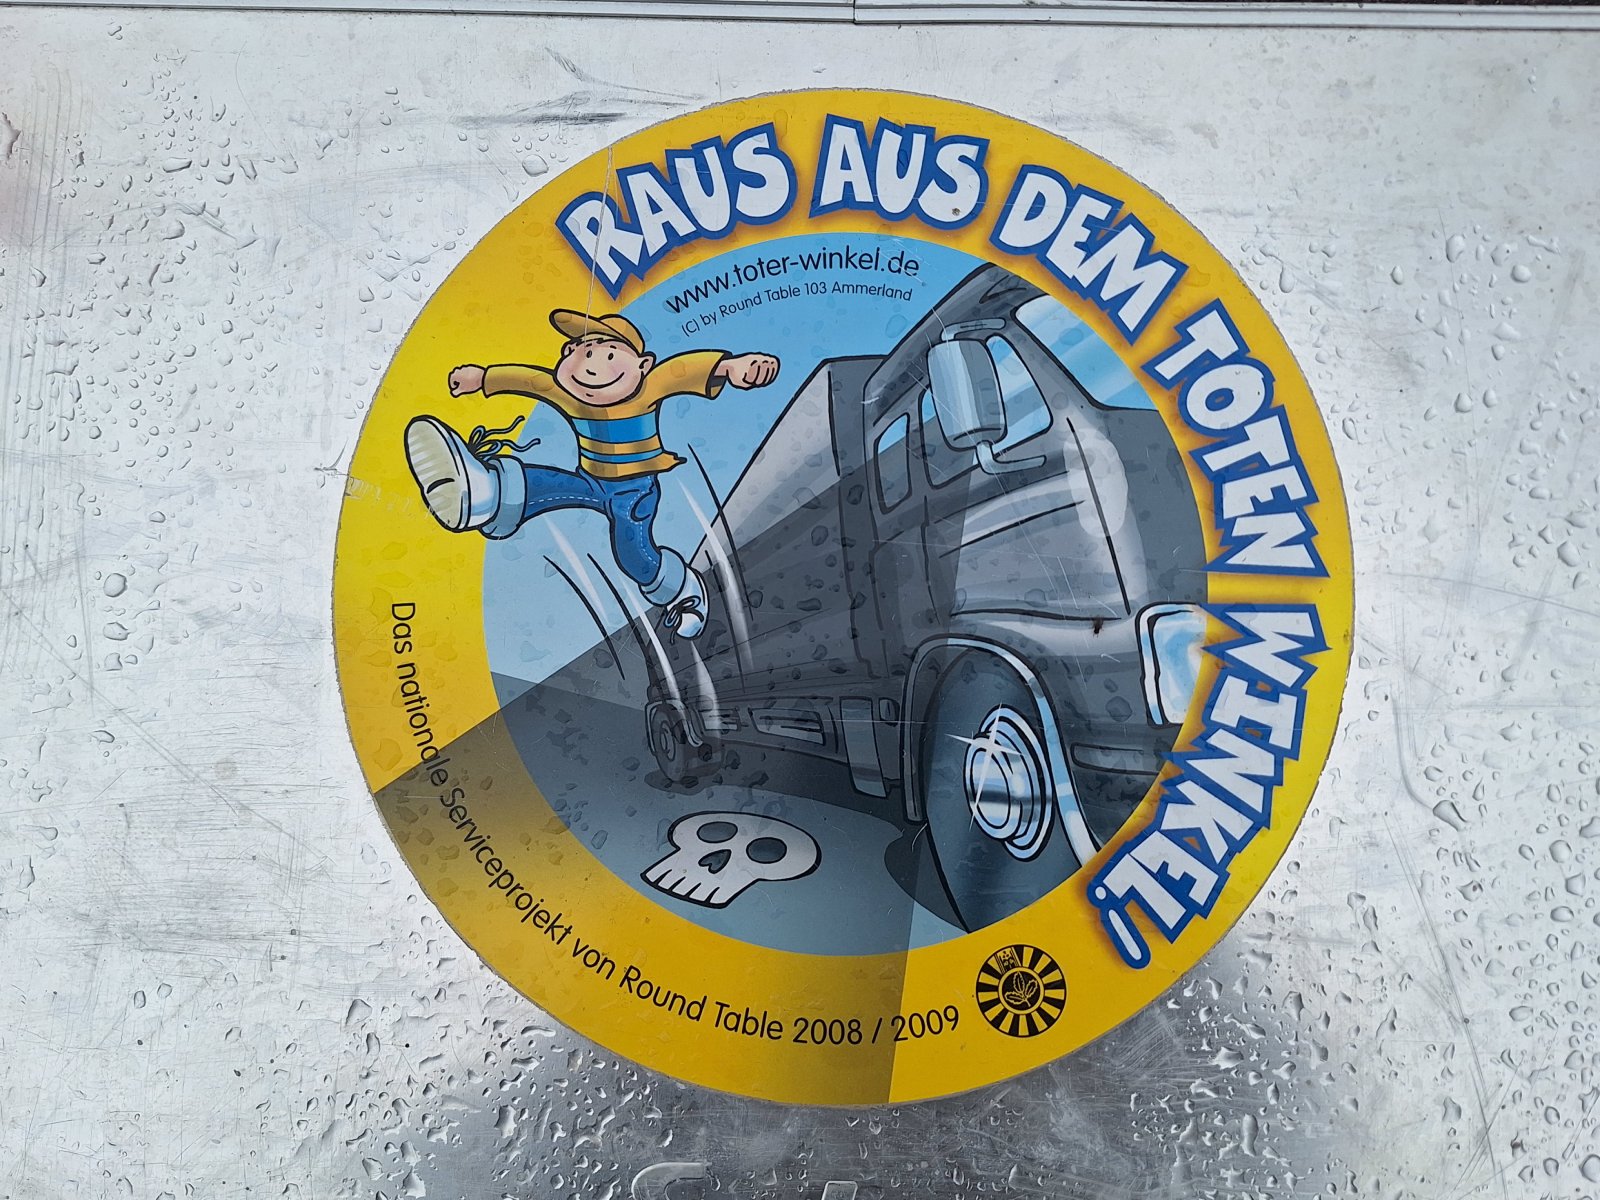 RAUS AUS DEM TOTEN WINKEL!
www.toter-winkel.de
(C) by Round Table 103 Ammerland
Das nationale Serviceprojekt von Round Table 2008 / 2009